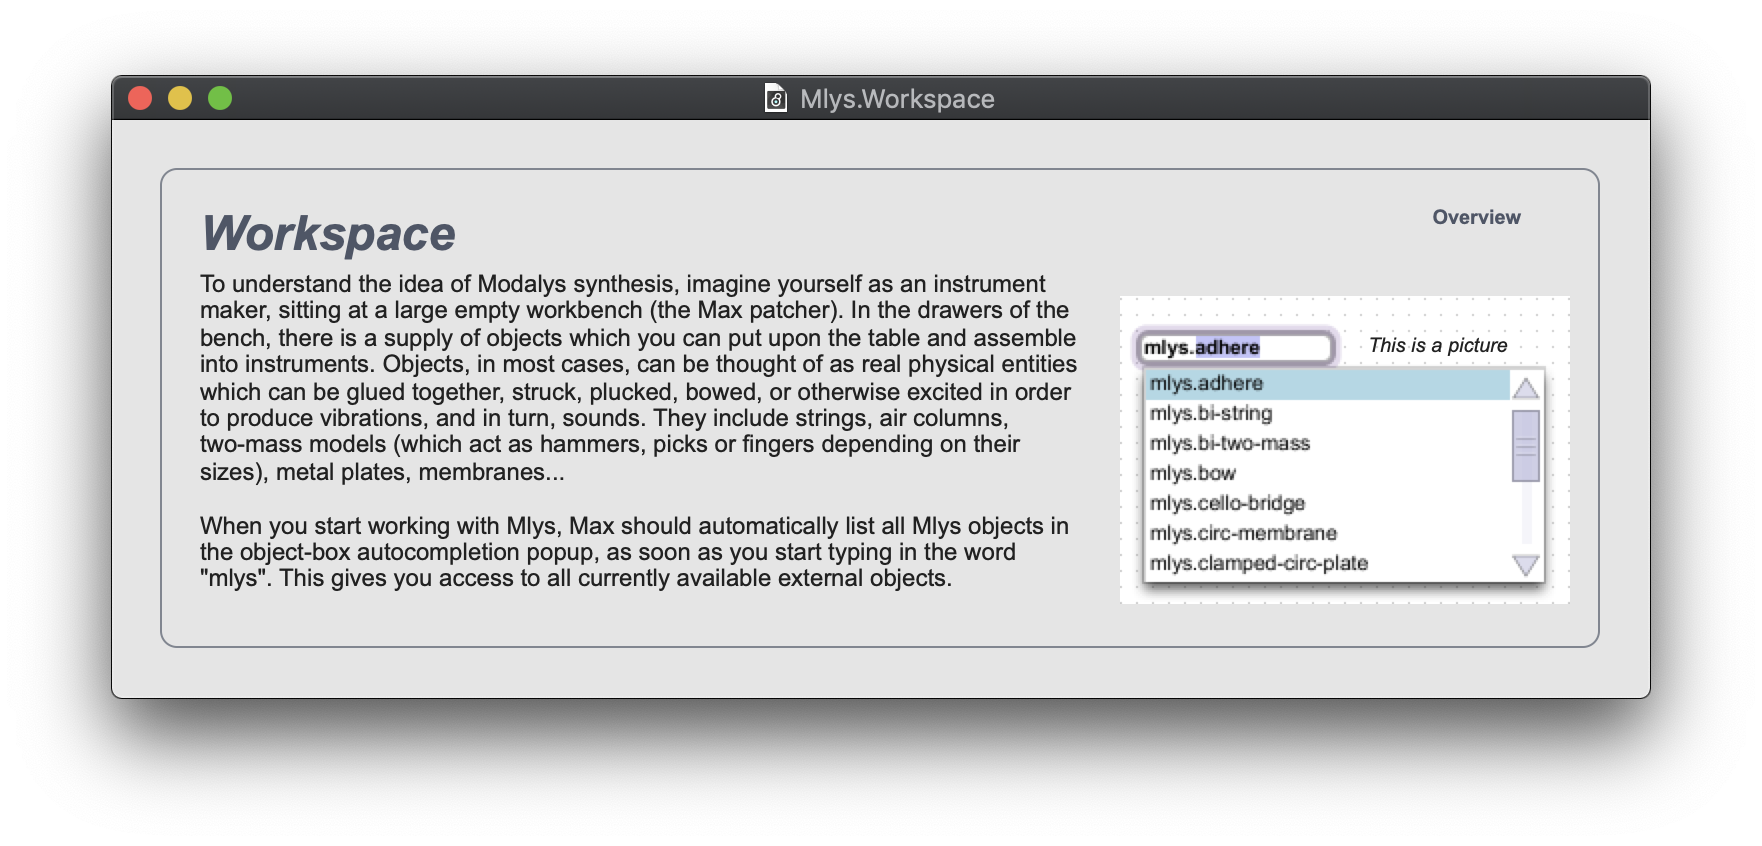 Mlys.Workspace
Workspace
Overview
To understand the idea of Modalys synthesis, imagine yourself as an instrument
maker, sitting at a large empty workbench (the Max patcher). In the drawers of the
bench, there is a supply of objects which you can put upon the table and assemble
into instruments. Objects, in most cases, can be thought of as real physical entities
which can be glued together, struck, plucked, bowed, or otherwise excited in order
to produce vibrations, and in turn, sounds. They include strings, air columns,
two-mass models (which act as hammers, picks or fingers depending on their
sizes), metal plates, membranes...
When you start working with Mlys, Max should automatically list all Mlys objects in
the object-box autocompletion popup, as soon as you start typing in the word
"mlys". This gives you access to all currently available external objects.
mlys.adhere
This is a picture
mlys.adhere
mlys.bi-string
mlys.bi-two-mass
mlys.bow
mlys.cello-bridge
mlys.circ-membrane
mlys.clamped-circ-plate